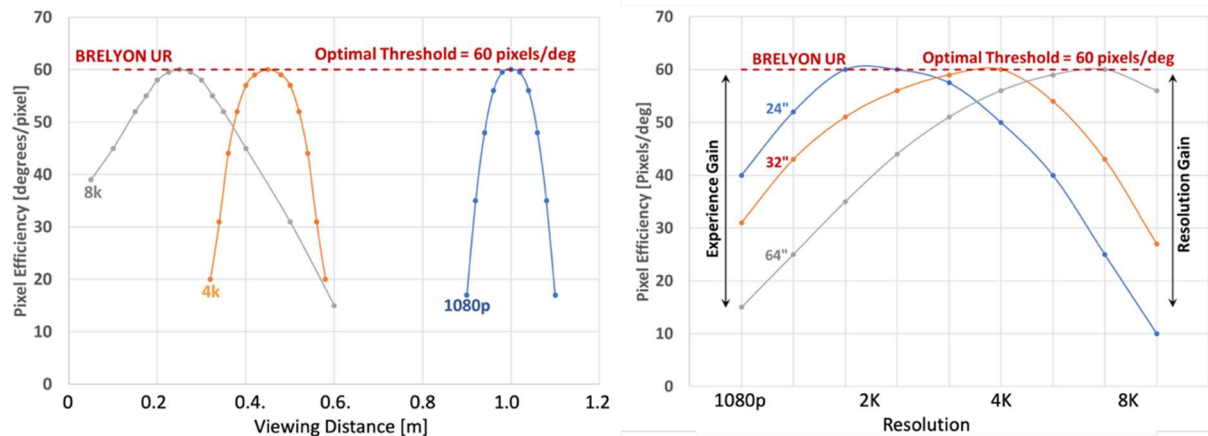 70
60
50
40
30
20
10
0
Pixel Efficiency [degrees/pixel]
BRELYON UR
Optimal Threshold = 60 pixels/deg
8k
4k
1080p
0
0.2
0.4.
0.6.
0.8
1.0
1.2
Viewing Distance [m]
70
60
50
40
30
20
10
0
Pixel Efficiency [Pixels/deg]
BRELYON UR
Optimal Threshold = 60 pixels/deg
24"
32"
64"
Experience Gain
Resolution Gain
1080p
2K
4K
8K
Resolution